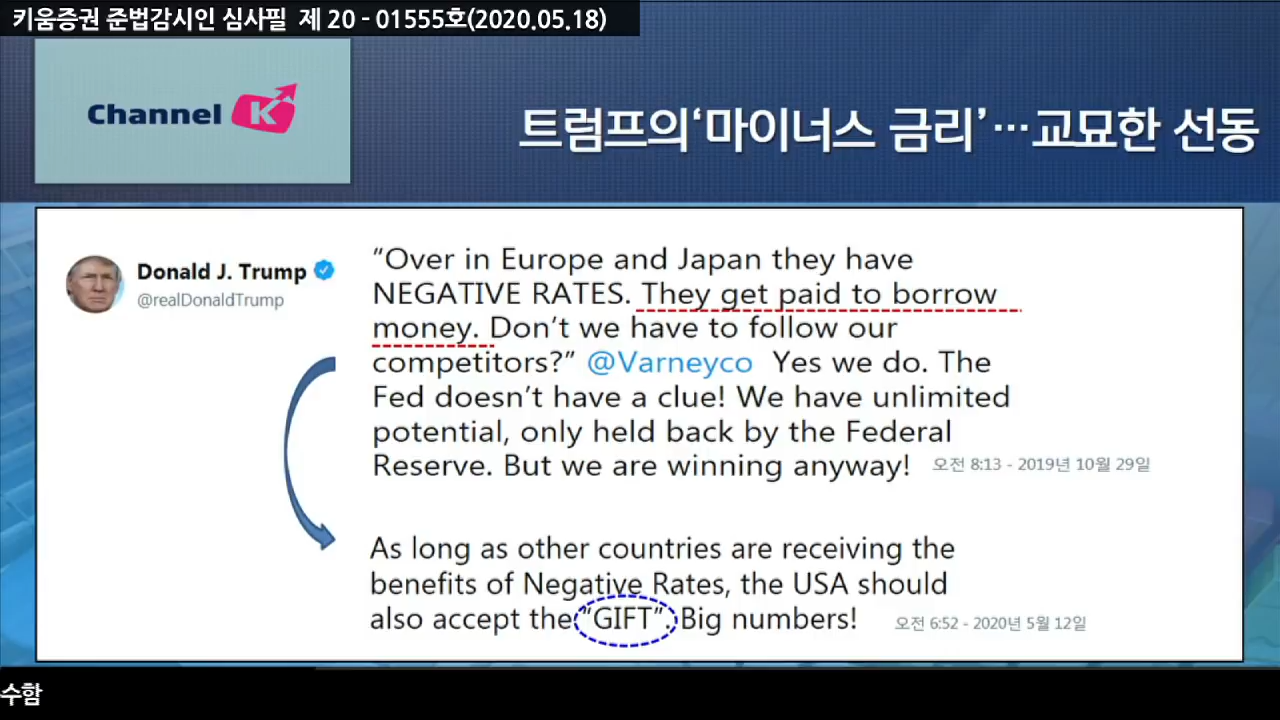 키움증권 준법감시인 심사필 제 20 - 01555호(2020.05.18)
Channel K
트럼프의‘마이너스 금리’…교묘한 선동
Donald J. Trump
@realDonaldTrump
“Over in Europe and Japan they have
NEGATIVE RATES. They get paid to borrow
money. Don’t we have to follow our
competitors?” @Varneyco Yes we do. The
Fed doesn’t have a clue! We have unlimited
potential, only held back by the Federal
Reserve. But we are winning anyway! 오전 8:13 - 2019년 10월 29일
As long as other countries are receiving the
benefits of Negative Rates, the USA should
also accept the “GIFT”. Big numbers! 오전 6:52 - 2020년 5월 12일
수함